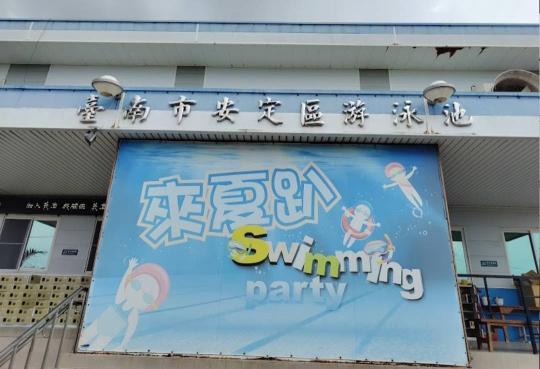 臺南市安定區游泳池
來夏趴
Swimming
party